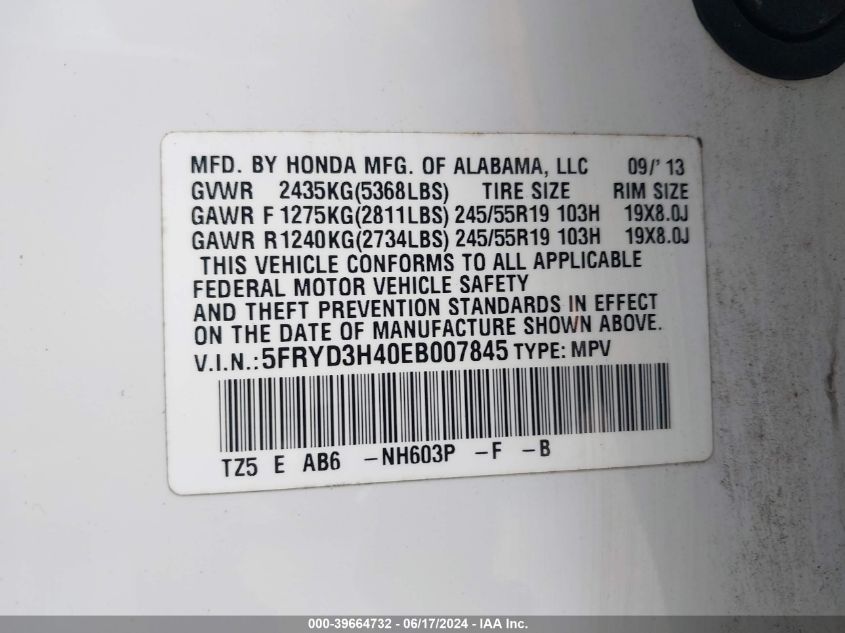 MFD. BY HONDA MFG. OF ALABAMA, LLC 09/' 13
GVWR 2435KG(5368LBS) TIRE SIZE RIM SIZE
GAWR F 1275KG(2811LBS) 245/55R19 103H 19X8.0J
GAWR R 1240KG(2734LBS) 245/55R19 103H 19X8.0J
THIS VEHICLE CONFORMS TO ALL APPLICABLE
FEDERAL MOTOR VEHICLE SAFETY
AND THEFT PREVENTION STANDARDS IN EFFECT
ON THE DATE OF MANUFACTURE SHOWN ABOVE.
V.I.N.:5FRYD3H40EB007845 TYPE: MPV
TZ5 E AB6 -NH603P -F -B
000-39664732 - 06/17/2024 - IAA Inc.